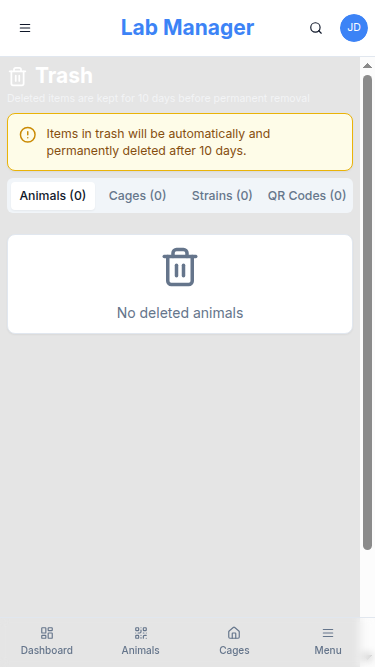 Lab Manager
JD
Trash
Deleted items are kept for 10 days before permanent removal
Items in trash will be automatically and
permanently deleted after 10 days.
Animals (0)
Cages (0)
Strains (0)
QR Codes (0)
No deleted animals
Dashboard
Animals
Cages
Menu